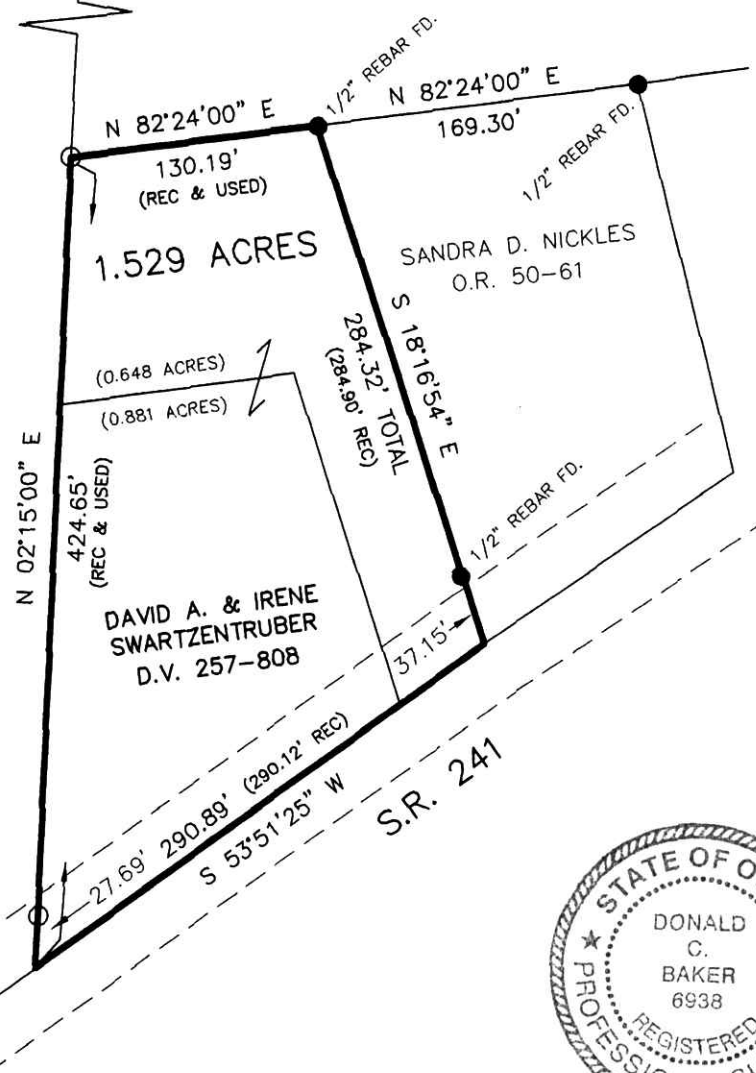 1/2" REBAR FD.
N 82°24'00" E
N 82°24'00" E
130.19'
(REC & USED)
169.30'
1/2" REBAR FD.
1.529 ACRES
SANDRA D. NICKLES
O.R. 50-61
S 18°16'54" E
284.32' TOTAL
(284.90' REC)
(0.648 ACRES)
(0.881 ACRES)
N 02°15'00" E
424.65'
(REC & USED)
1/2" REBAR FD.
DAVID A. & IRENE
SWARTZENTRUBER
D.V. 257-808
37.15'
27.69' 290.89' (290.12' REC)
S 53°51'25" W
S.R. 241
STATE OF O
DONALD
C.
BAKER
6938
REGISTERED